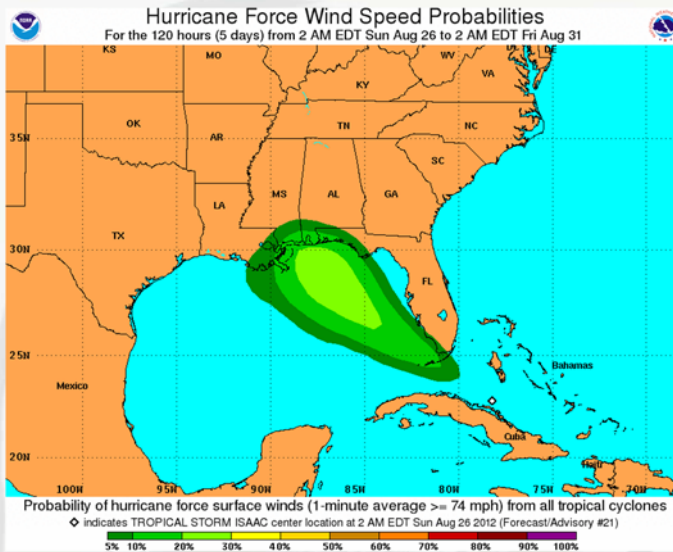 Hurricane Force Wind Speed Probabilities
For the 120 hours (5 days) from 2 AM EDT Sun Aug 26 to 2 AM EDT Fri Aug 31
KS
MO
WV
DE
KY
VA
35N
OK
AR
TN
NC
SC
MS
AL
GA
LA
TX
30N
FL
25N
Mexico
Bahamas
Cuba
20N
Haiti
100W
95W
90W
85W
80W
75W
70W
Probability of hurricane force surface winds (1-minute average >= 74 mph) from all tropical cyclones
indicates TROPICAL STORM ISAAC center location at 2 AM EDT Sun Aug 26 2012 (Forecast/Advisory #21)
5% 10% 20% 30% 40% 50% 60% 70% 80% 90% 100%